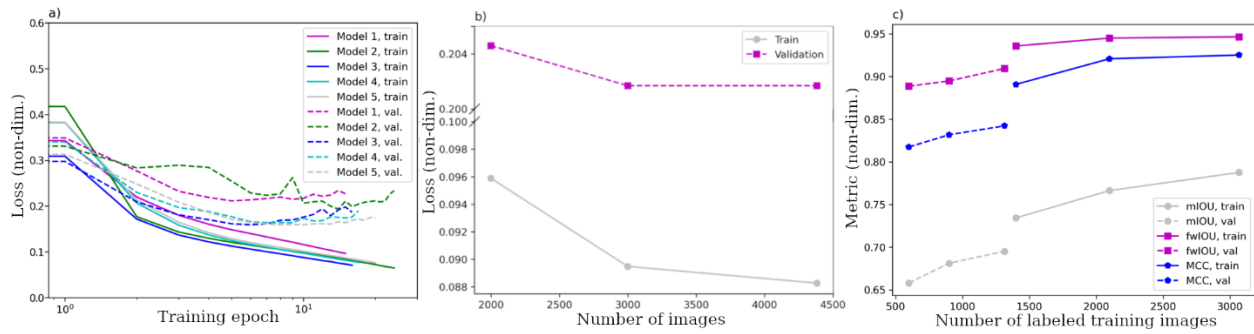 a)
0.6
0.5
0.4
0.3
0.2
0.1
0.0
Loss (non-dim.)
10⁰
10¹
Training epoch
Model 1, train
Model 2, train
Model 3, train
Model 4, train
Model 5, train
Model 1, val.
Model 2, val.
Model 3, val.
Model 4, val.
Model 5, val.
b)
0.204
0.200
0.100
0.096
0.094
0.092
0.090
0.088
Loss (non-dim.)
2000
2500
3000
3500
4000
4500
Number of images
Train
Validation
c)
0.95
0.90
0.85
0.80
0.75
0.70
0.65
Metric (non-dim.)
500
1000
1500
2000
2500
3000
Number of labeled training images
mIOU, train
mIOU, val
fwIOU, train
fwIOU, val
MCC, train
MCC, val